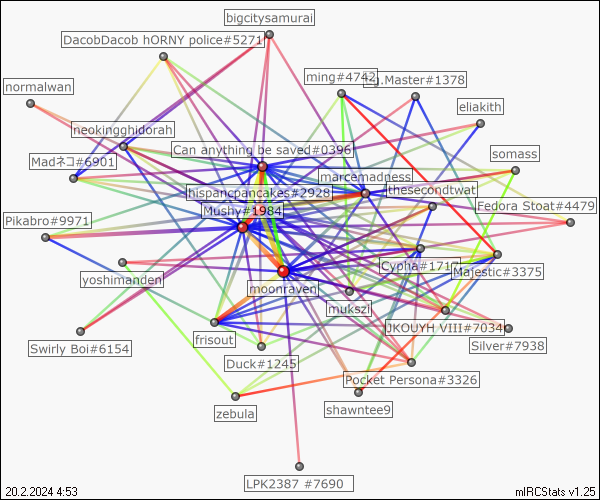 bigcitysamurai
DacobDacob hORNY police#5271
ming#4742
.Master#1378
normalwan
eliakith
neokingghidorah
Can anything be saved#0396
somass
Madネコ#6901
marcemadness
hispancpancakes#2928
thesecondtwat
Mushy#1984
Fedora Stoat#4479
Pikabro#9971
Cypha#171
Majestic#3375
yoshimanden
moonraven
mukszi
JKOUYH VIII#7034
frisout
Silver#7938
Swirly Boi#6154
Duck#1245
Pocket Persona#3326
zebula
shawntee9
LPK2387 #7690
20.2.2024 4:53
mIRCStats v1.25